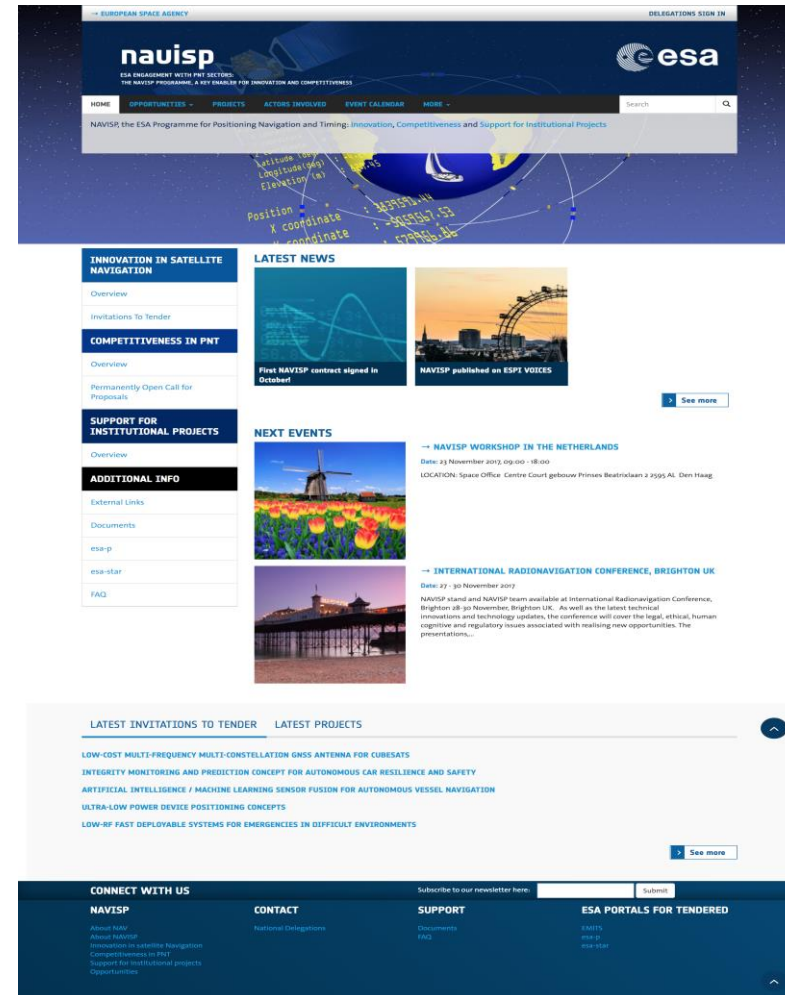 → EUROPEAN SPACE AGENCY
DELEGATIONS SIGN IN
navisp
esa
ESA ENGAGEMENT WITH PNT SECTORS:
THE NAVISP PROGRAMME, A KEY ENABLER FOR INNOVATION AND COMPETITIVENESS
HOME OPPORTUNITIES PROJECTS ACTORS INVOLVED EVENT CALENDAR MORE
Search
NAVISP, the ESA Programme for Positioning Navigation and Timing: innovation, Competitiveness and Support for Institutional Projects
Latitude (deg) :
Longitude(deg) :
Elevation (m) :
Position
X coordinate : 3639591.44
X coordinate : -5059567.53
coordinate : 579966.86
INNOVATION IN SATELLITE
NAVIGATION
Overview
Invitations To Tender
COMPETITIVENESS IN PNT
Overview
Permanently Open Call for
Proposals
SUPPORT FOR
INSTITUTIONAL PROJECTS
Overview
ADDITIONAL INFO
External Links
Documents
esa-p
esa-star
FAQ
LATEST NEWS
First NAVISP contract signed in
October!
NAVISP published on ESPI VOICES
See more
NEXT EVENTS
→ NAVISP WORKSHOP IN THE NETHERLANDS
Date: 23 November 2017, 09:00 - 18:00
LOCATION: Space Office Centre Court gebouw Prinses Beatrixlaan 2 2595 AL Den Haag
→ INTERNATIONAL RADIONAVIGATION CONFERENCE, BRIGHTON UK
Date: 27 - 30 November 2017
NAVISP stand and NAVISP team available at International Radionavigation Conference,
Brighton 28-30 November, Brighton UK. As well as the latest technical
innovations and technology updates, the conference will cover the legal, ethical, human
cognitive and regulatory issues associated with realising new opportunities. The
presentations,...
LATEST INVITATIONS TO TENDER LATEST PROJECTS
LOW-COST MULTI-FREQUENCY MULTI-CONSTELLATION GNSS ANTENNA FOR CUBESATS
INTEGRITY MONITORING AND PREDICTION CONCEPT FOR AUTONOMOUS CAR RESILIENCE AND SAFETY
ARTIFICIAL INTELLIGENCE / MACHINE LEARNING SENSOR FUSION FOR AUTONOMOUS VESSEL NAVIGATION
ULTRA-LOW POWER DEVICE POSITIONING CONCEPTS
LOW-RF FAST DEPLOYABLE SYSTEMS FOR EMERGENCIES IN DIFFICULT ENVIRONMENTS
See more
CONNECT WITH US
Subscribe to our newsletter here:
Submit
NAVISP
About NAV
About NAVISP
Innovation in satellite Navigation
Competitiveness in PNT
Support for Institutional projects
Opportunities
CONTACT
National Delegations
SUPPORT
Documents
FAQ
ESA PORTALS FOR TENDERED
EMITS
esa-p
esa-star